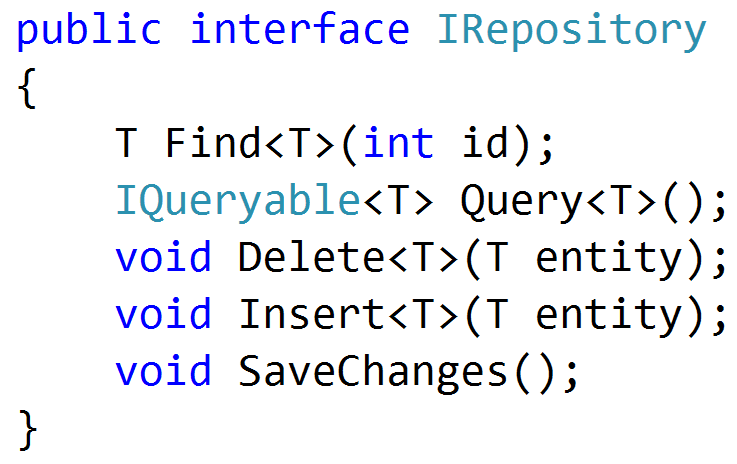 public interface IRepository
{
    T Find<T>(int id);
    IQueryable<T> Query<T>();
    void Delete<T>(T entity);
    void Insert<T>(T entity);
    void SaveChanges();
}